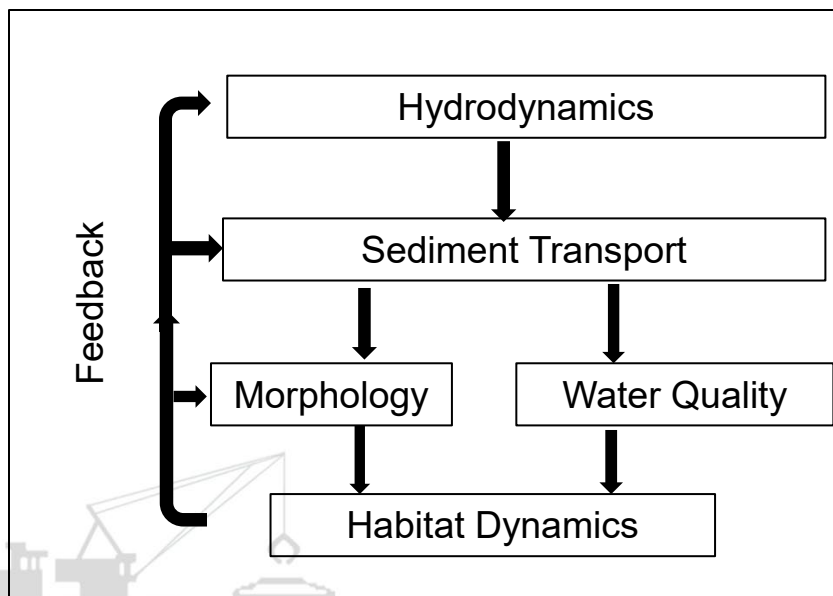 Hydrodynamics
Sediment Transport
Feedback
Morphology
Water Quality
Habitat Dynamics